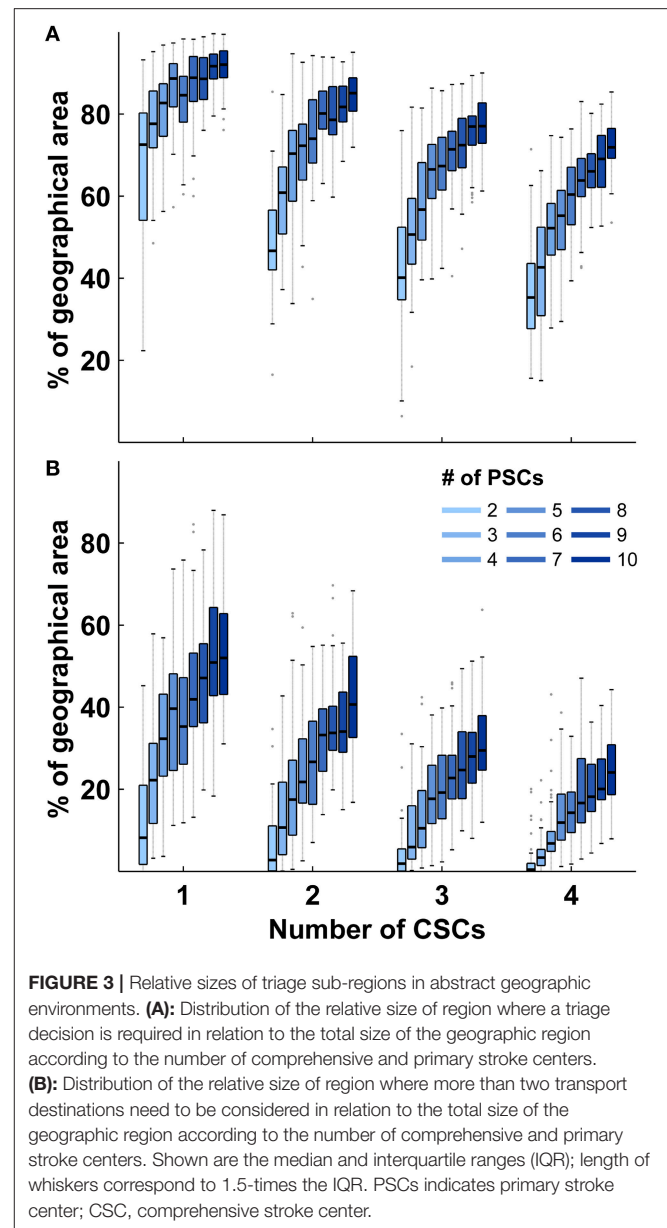 A
% of geographical area
80
60
40
20
1
2
3
4
B
# of PSCs
2
5
8
3
6
9
4
7
10
% of geographical area
80
60
40
20
1
2
3
4
Number of CSCs
FIGURE 3 | Relative sizes of triage sub-regions in abstract geographic
environments. (A): Distribution of the relative size of region where a triage
decision is required in relation to the total size of the geographic region
according to the number of comprehensive and primary stroke centers.
(B): Distribution of the relative size of region where more than two transport
destinations need to be considered in relation to the total size of the
geographic region according to the number of comprehensive and primary
stroke centers. Shown are the median and interquartile ranges (IQR); length of
whiskers correspond to 1.5-times the IQR. PSCs indicates primary stroke
center; CSC, comprehensive stroke center.